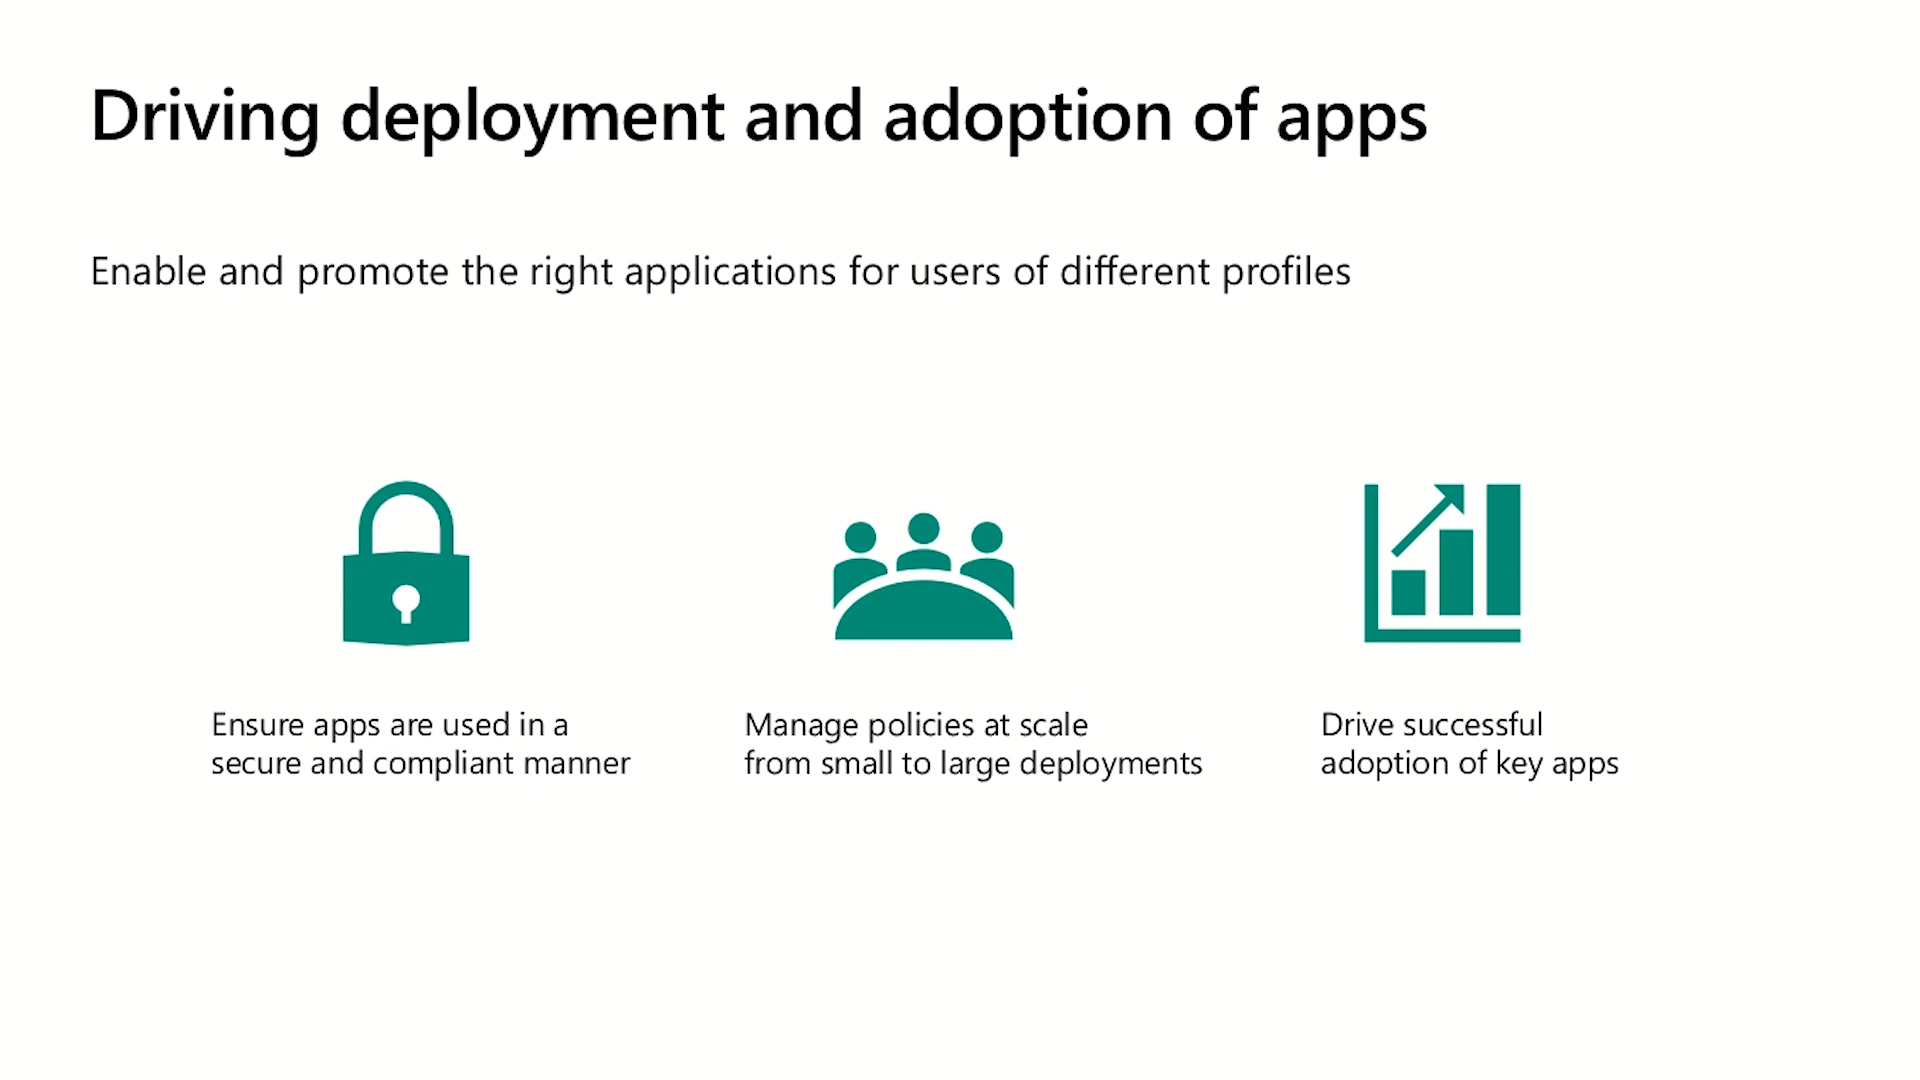 Driving deployment and adoption of apps
Enable and promote the right applications for users of different profiles
Ensure apps are used in a
secure and compliant manner
Manage policies at scale
from small to large deployments
Drive successful
adoption of key apps